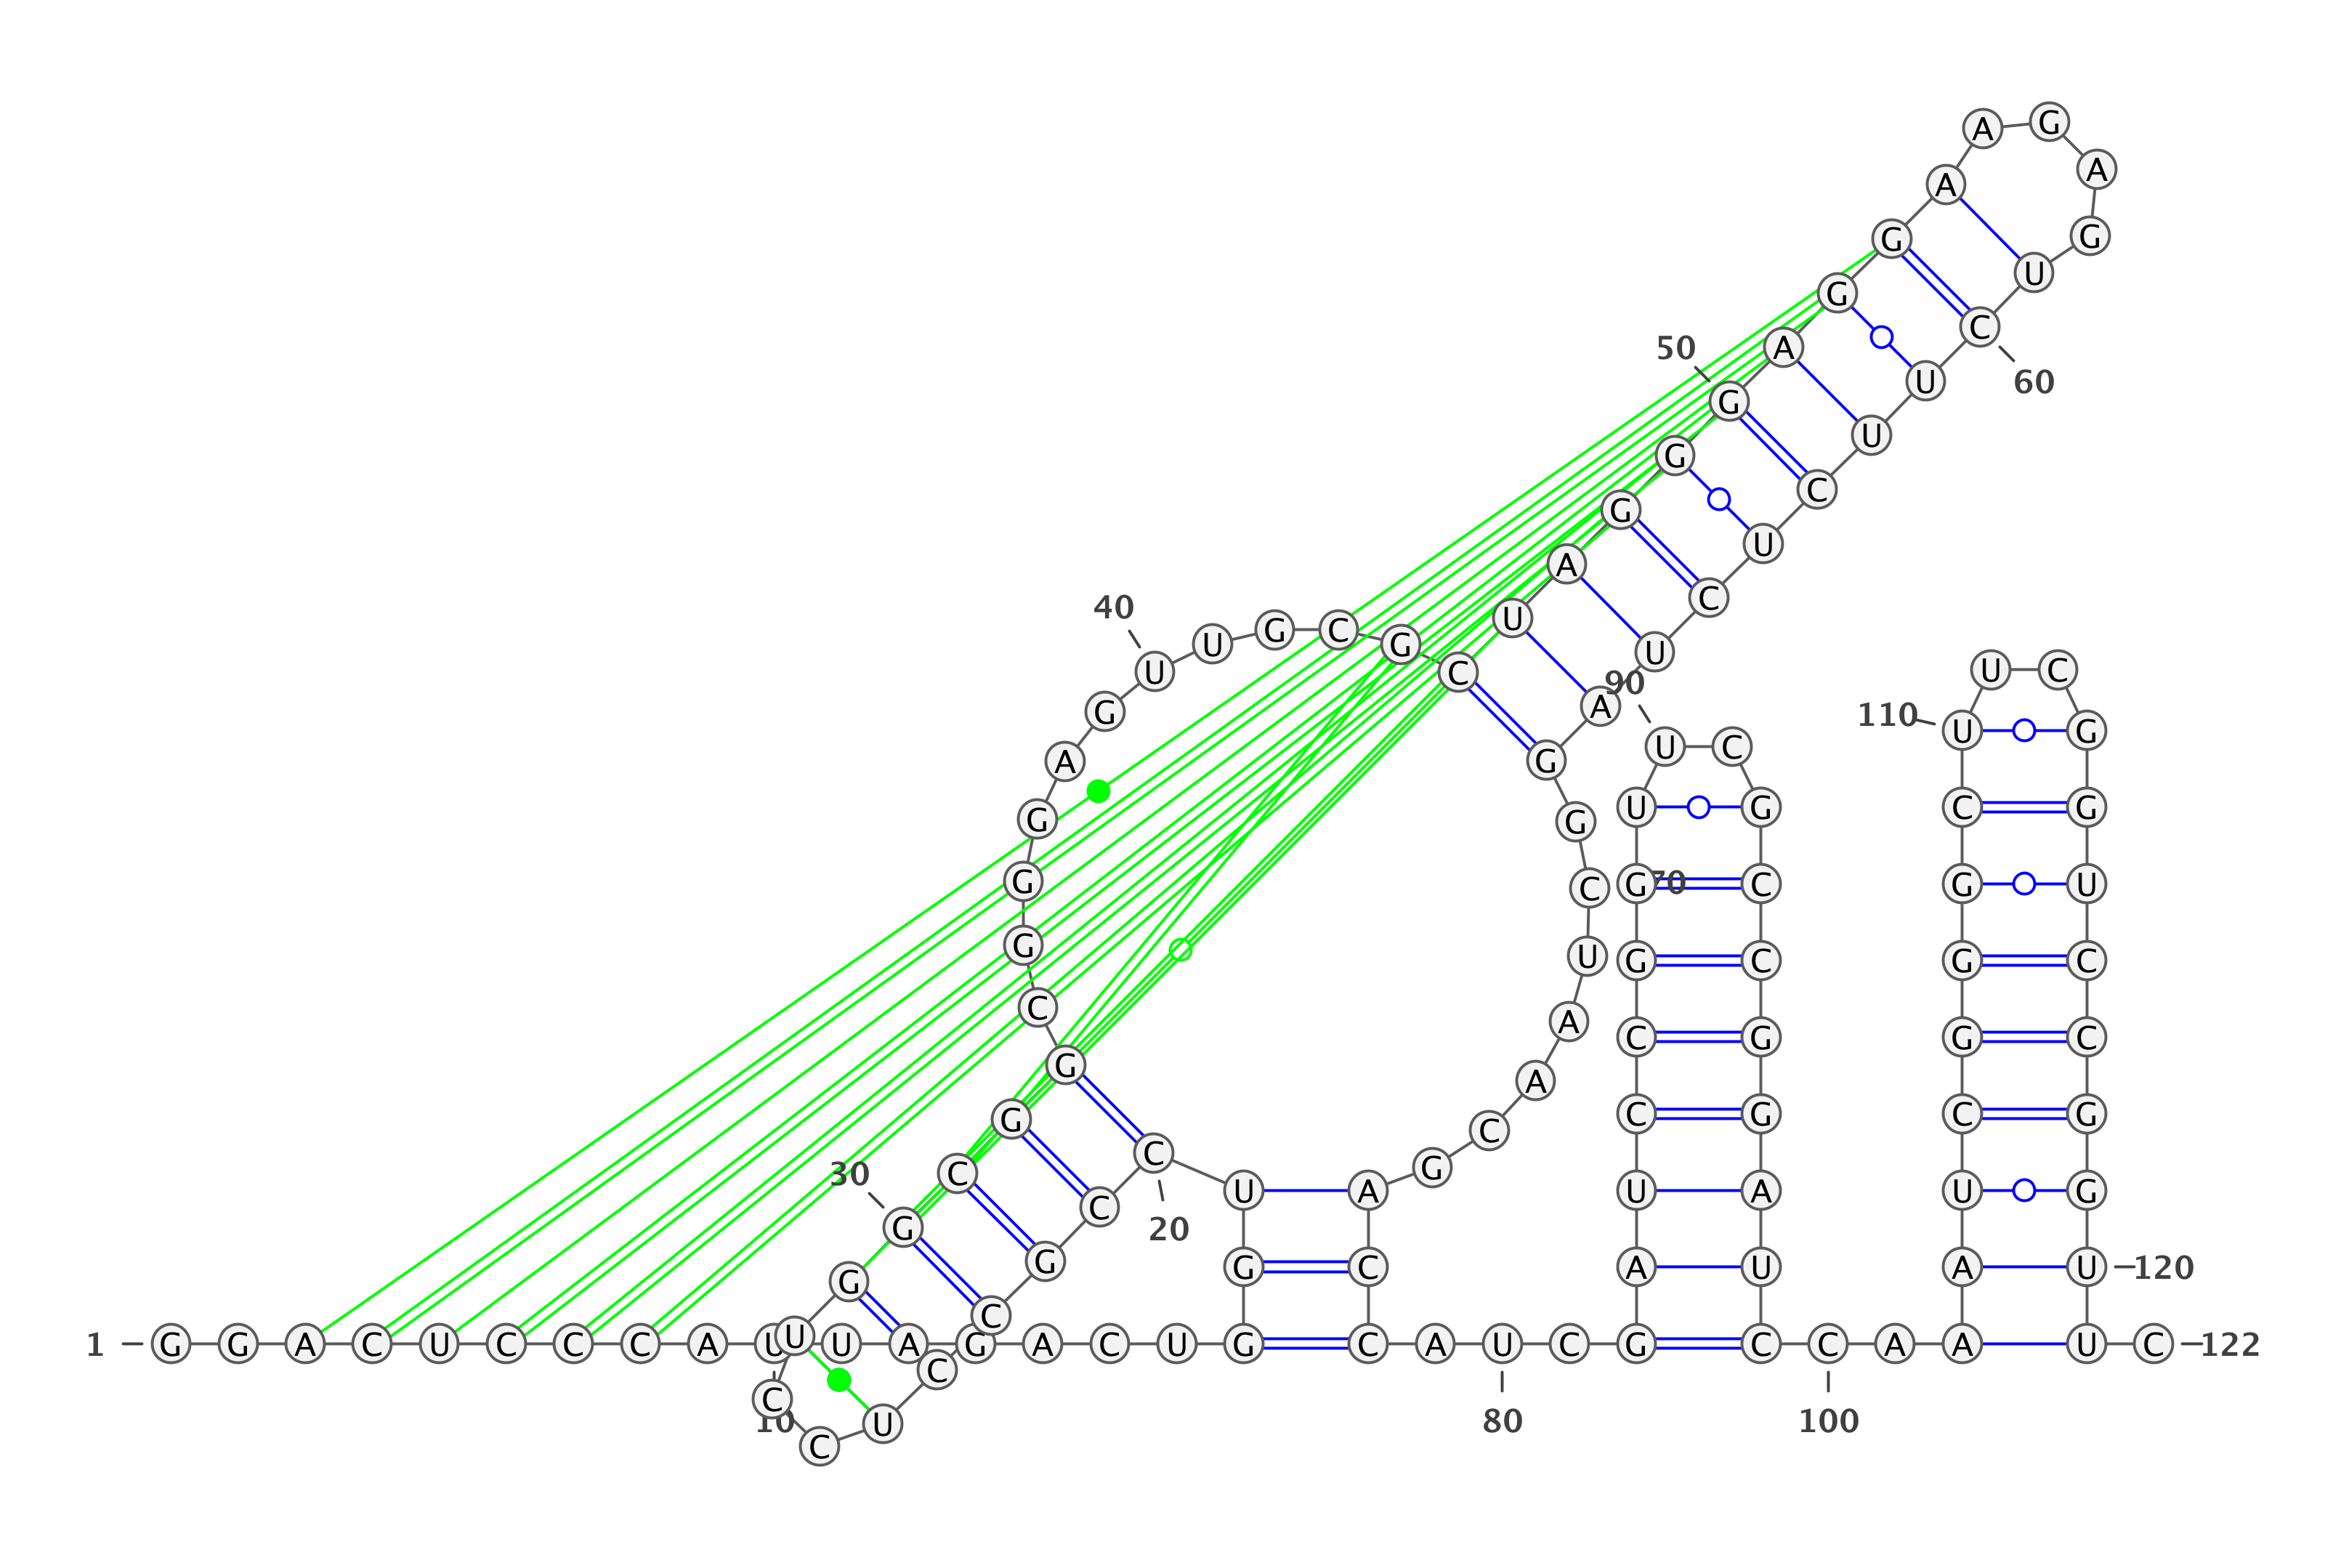 A G
A
A
G G
U
G
C
50 A
60
U
G
U
G
C
G
U
A
40 U C
U G C G U
U C U C
90
G A 110 U G
U C
A G
G G U G C G
G C G 70 C G U
G U G C G C
C A C G G C
G A
G C C G C G
30 C G U A U A U G
G C 20
G G G C A U A U 120
1 G G A C U C C C A U U U A G C A C U G C A U C G C C A A U C 122
C C
10 C U 80 100